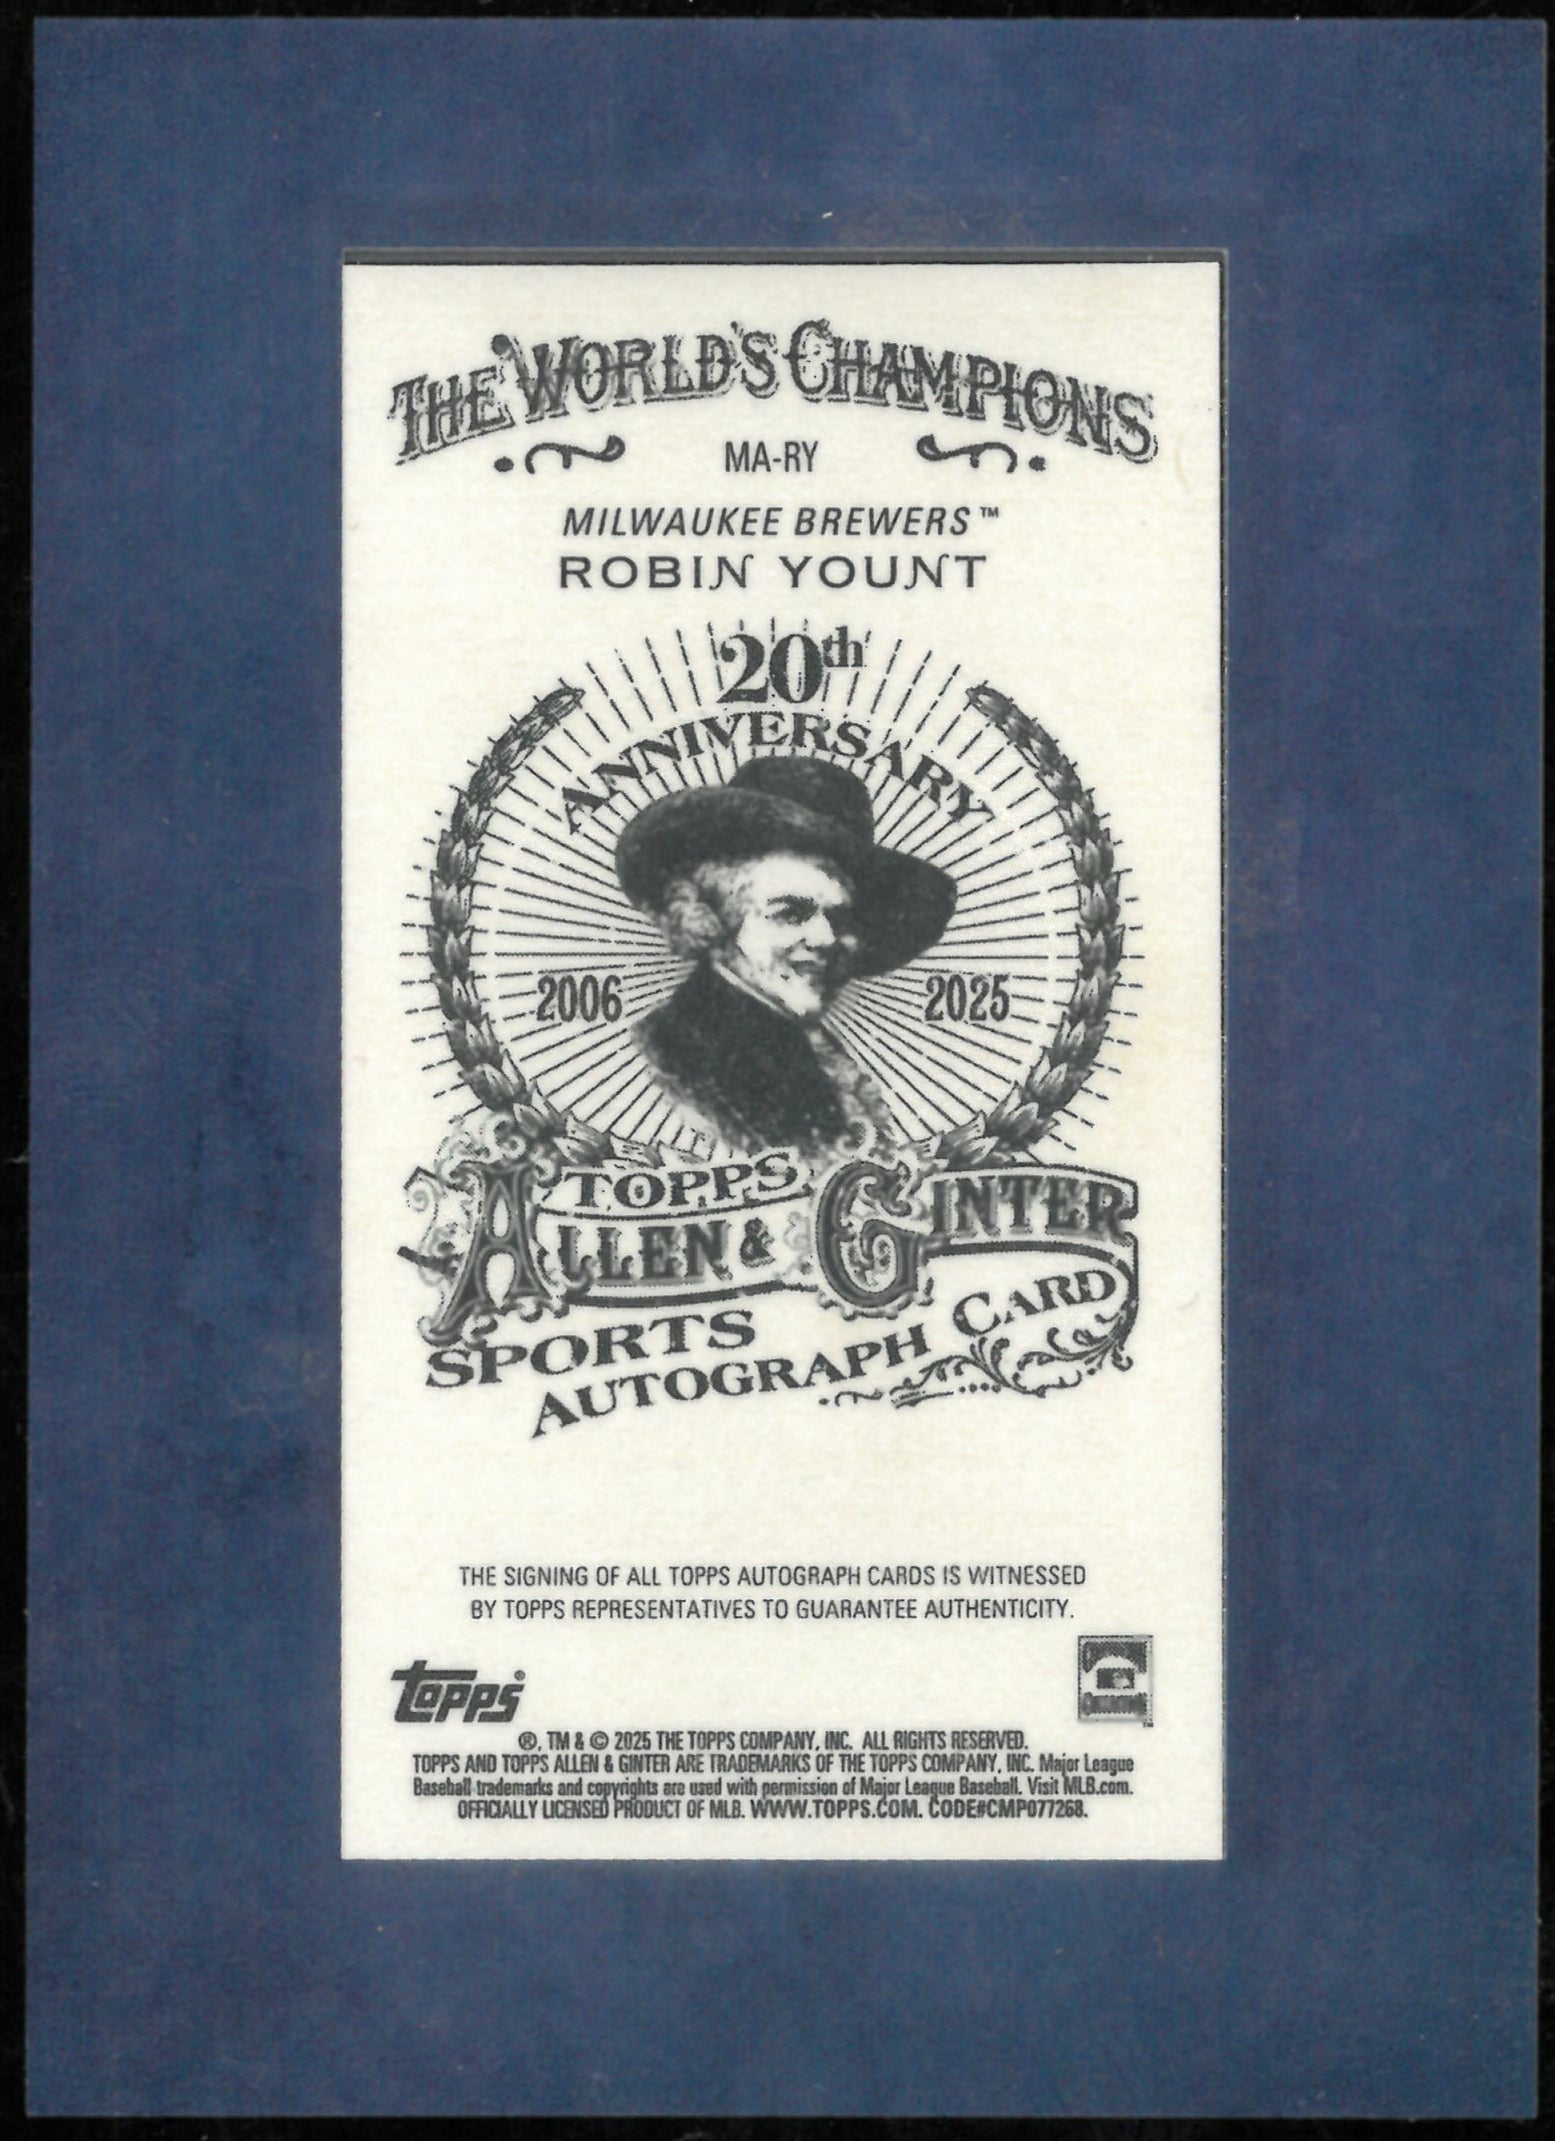 THE WORLD'S CHAMPIONS
MA-RY
MILWAUKEE BREWERS™
ROBIN YOUNT
20th
ANNIVERSARY
2006 2025
TOPPS
ALLEN & GINTER
SPORTS
AUTOGRAPH CARD
THE SIGNING OF ALL TOPPS AUTOGRAPH CARDS IS WITNESSED
BY TOPPS REPRESENTATIVES TO GUARANTEE AUTHENTICITY.
topps
®, TM & © 2025 THE TOPPS COMPANY, INC. ALL RIGHTS RESERVED.
TOPPS AND TOPPS ALLEN & GINTER ARE TRADEMARKS OF THE TOPPS COMPANY, INC. Major League
Baseball trademarks and copyrights are used with permission of Major League Baseball. Visit MLB.com.
OFFICIALLY LICENSED PRODUCT OF MLB. WWW.TOPPS.COM. CODE#CMP077268.